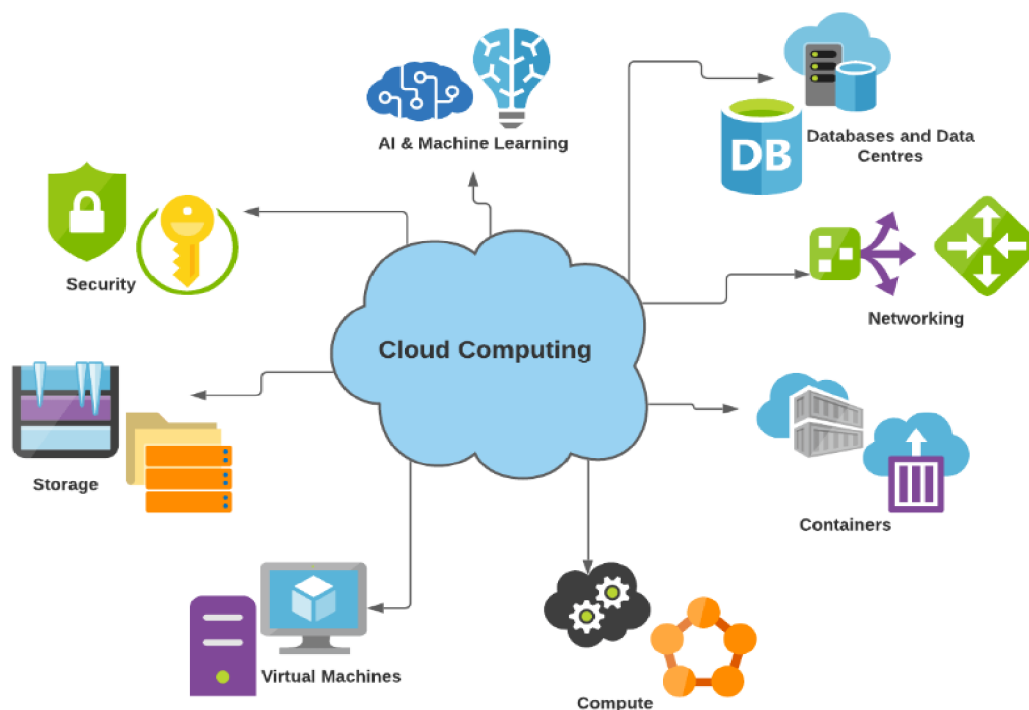 AI & Machine Learning
DB
Databases and Data
Centres
Security
Networking
Cloud Computing
Storage
Containers
Virtual Machines
Compute